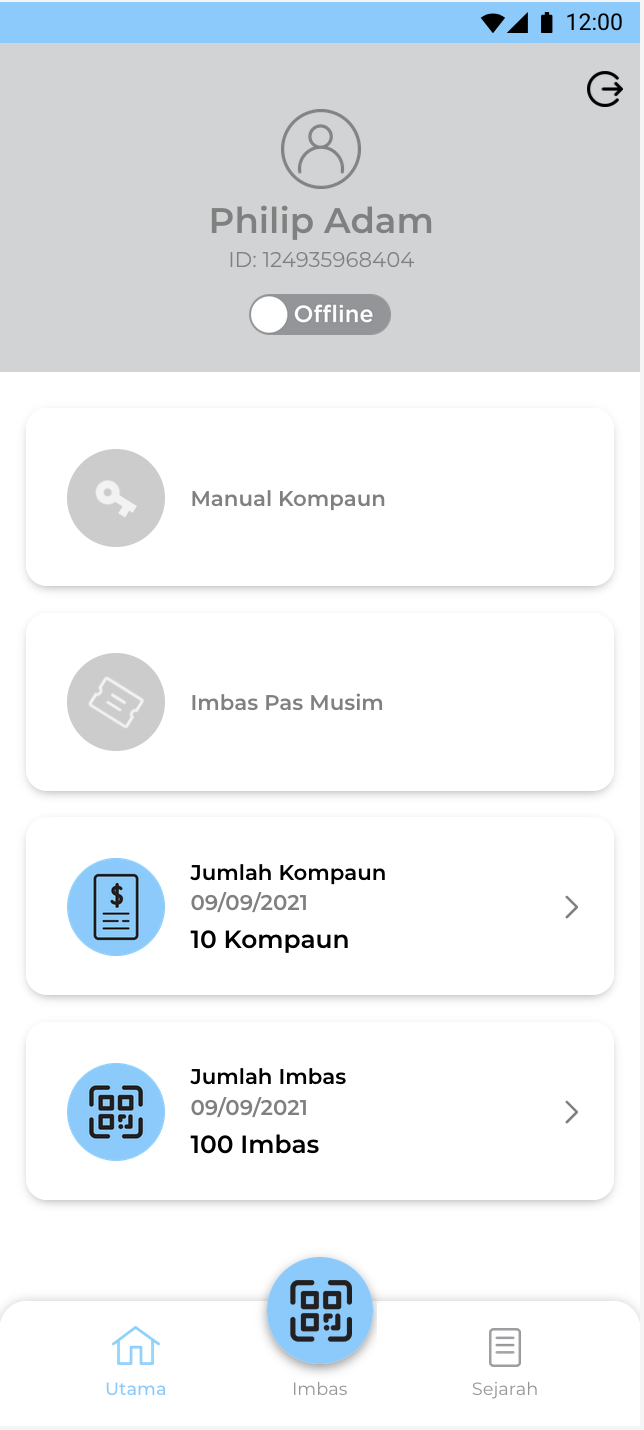 12:00
Philip Adam
ID: 124935968404
Offline
Manual Kompaun
Imbas Pas Musim
Jumlah Kompaun
09/09/2021
10 Kompaun
Jumlah Imbas
09/09/2021
100 Imbas
Utama
Imbas
Sejarah